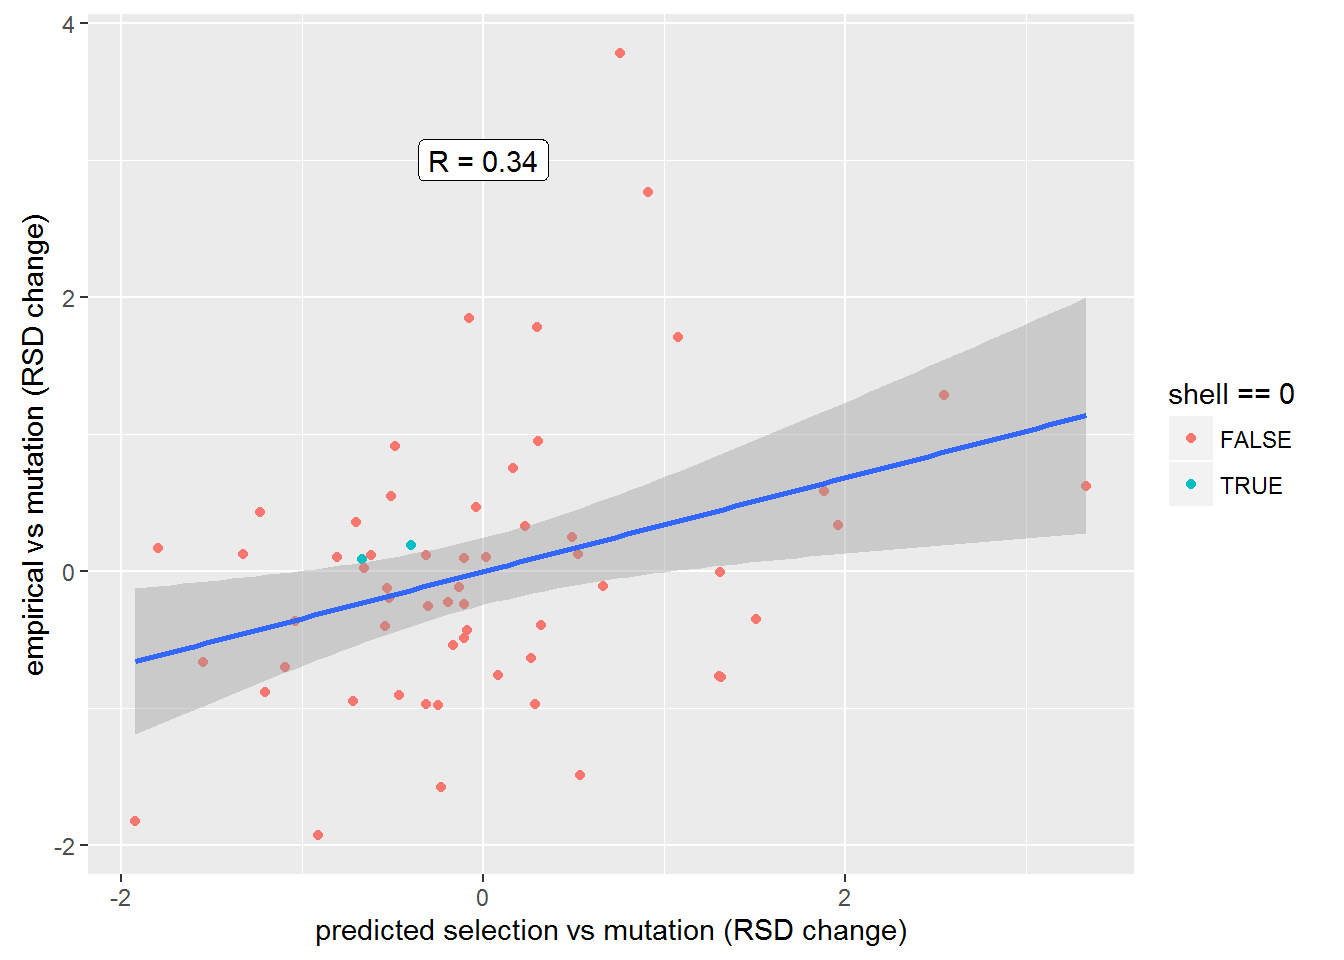 4
2
0
-2
-2
0
2
R = 0.34
empirical vs mutation (RSD change)
predicted selection vs mutation (RSD change)
shell == 0
FALSE
TRUE